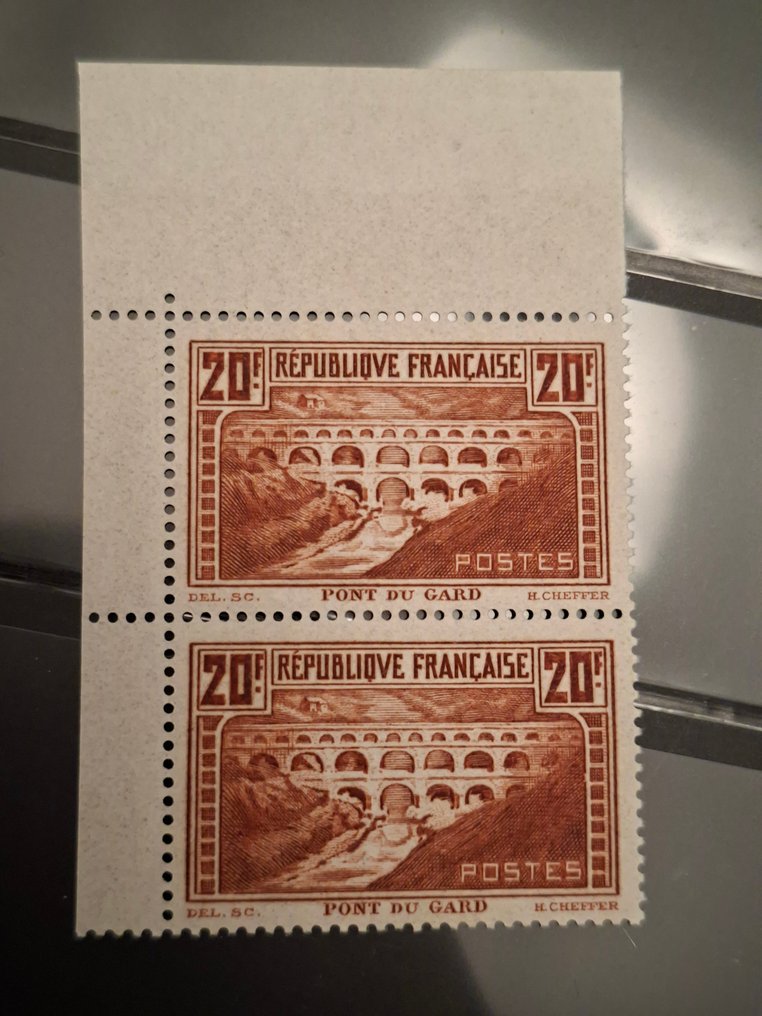 20F RÉPUBLIQVE FRANÇAISE 20F
POSTES
DEL. SC. PONT DU GARD H. CHEFFER
20F RÉPUBLIQVE FRANÇAISE 20F
POSTES
DEL. SC. PONT DU GARD H. CHEFFER